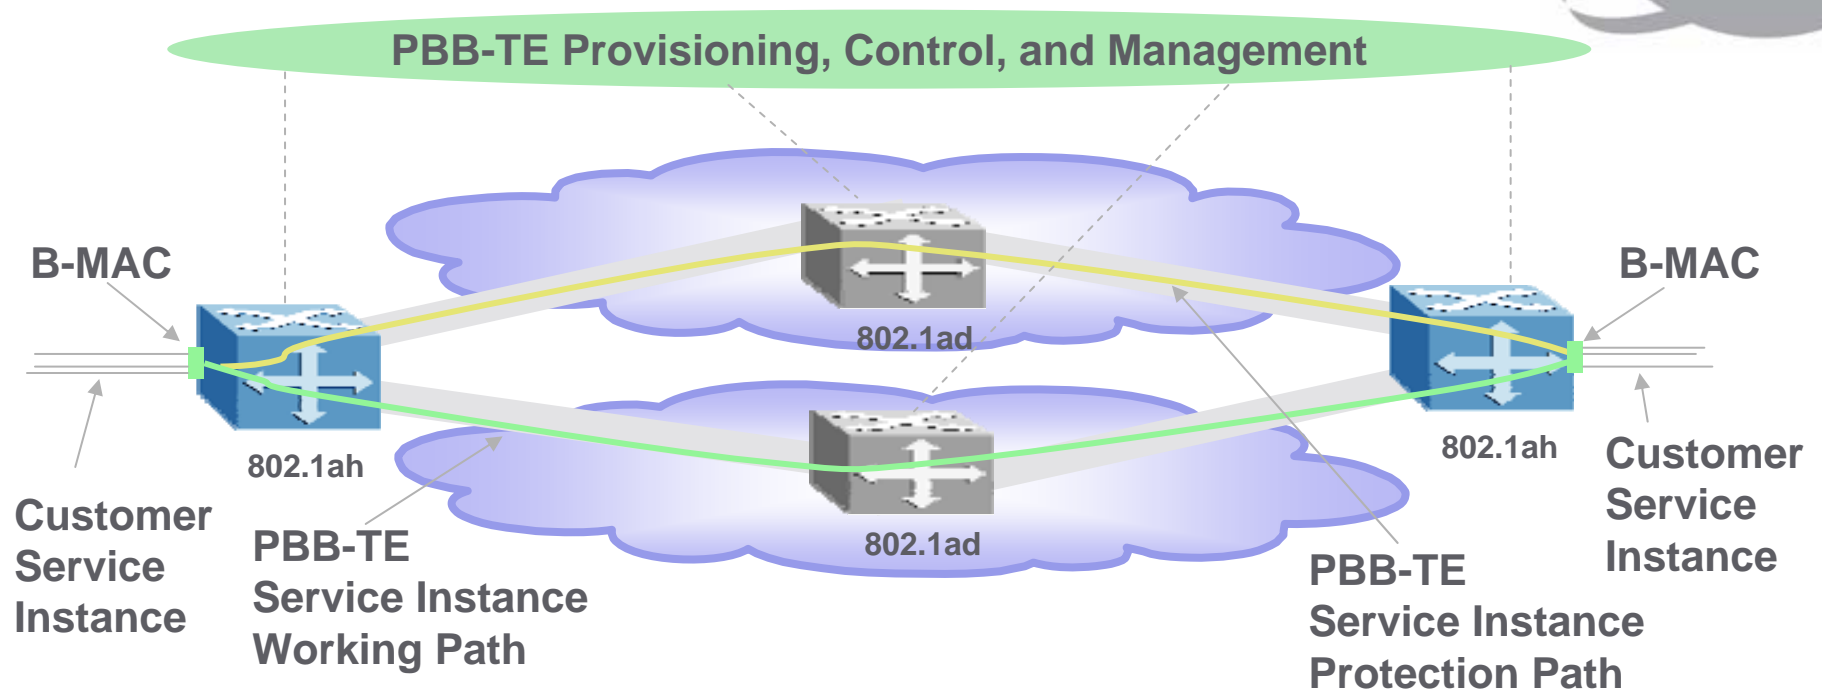 PBB-TE Provisioning, Control, and Management
B-MAC
B-MAC
802.1ad
802.1ah
802.1ah
Customer
Service
Instance
Customer
Service
Instance
802.1ad
PBB-TE
Service Instance
Working Path
PBB-TE
Service Instance
Protection Path